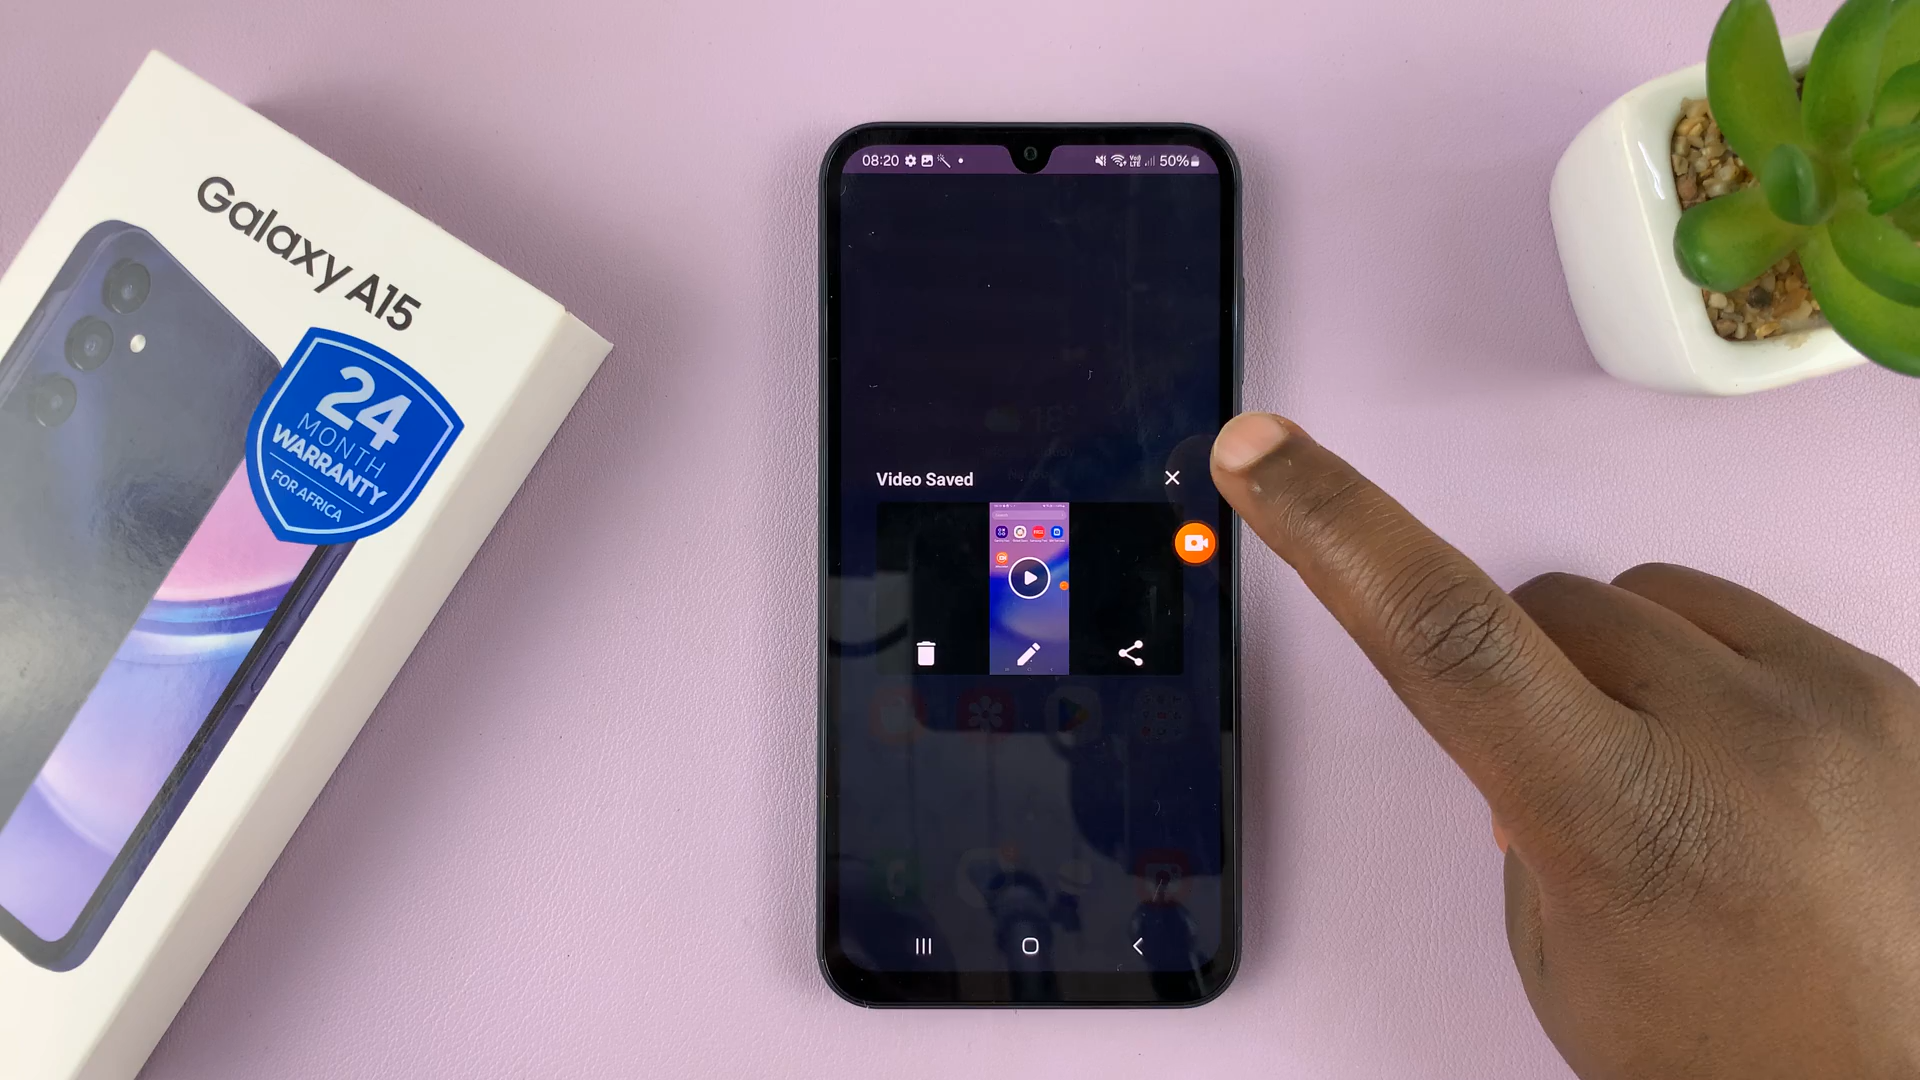 Galaxy A15
24
MONTH
WARRANTY
FOR AFRICA
08:20
50%
Video Saved